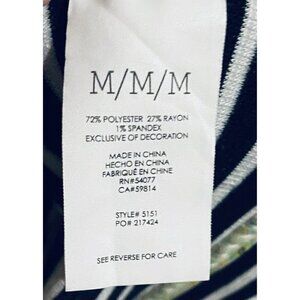 M/M/M
72% POLYESTER 27% RAYON
1% SPANDEX
EXCLUSIVE OF DECORATION
MADE IN CHINA
HECHO EN CHINA
FABRIQUÉ EN CHINE
RN#54077
CA#59814
STYLE# 5151
PO# 217424
SEE REVERSE FOR CARE